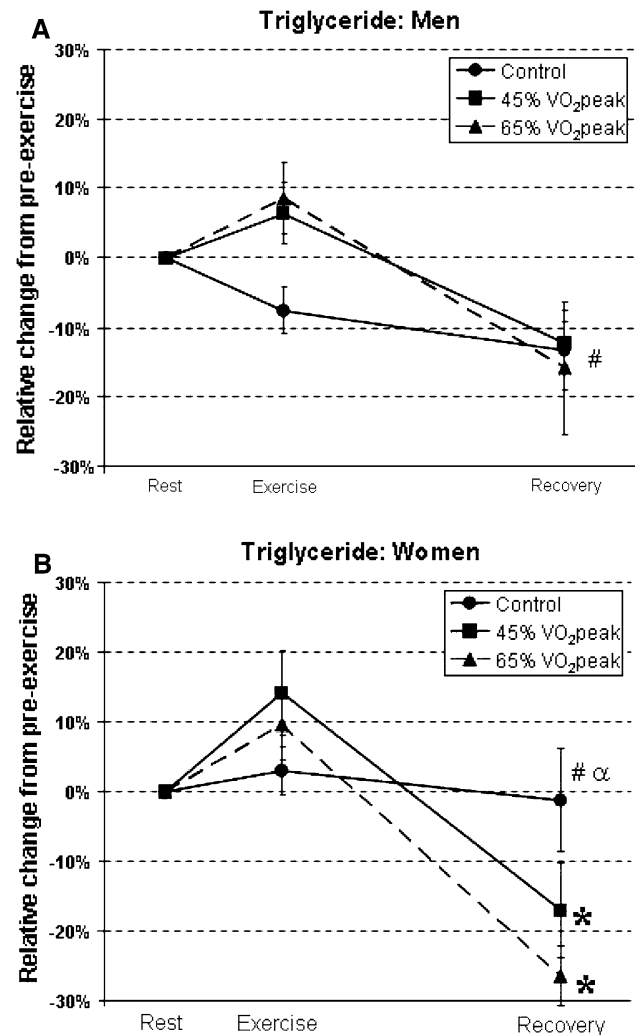 A
Triglyceride: Men
Relative change from pre-exercise
30%
20%
10%
0%
-10%
-20%
-30%
Control
45% VO₂peak
65% VO₂peak
#
Rest Exercise Recovery
B
Triglyceride: Women
Relative change from pre-exercise
30%
20%
10%
0%
-10%
-20%
-30%
Control
45% VO₂peak
65% VO₂peak
# α
*
*
Rest Exercise Recovery